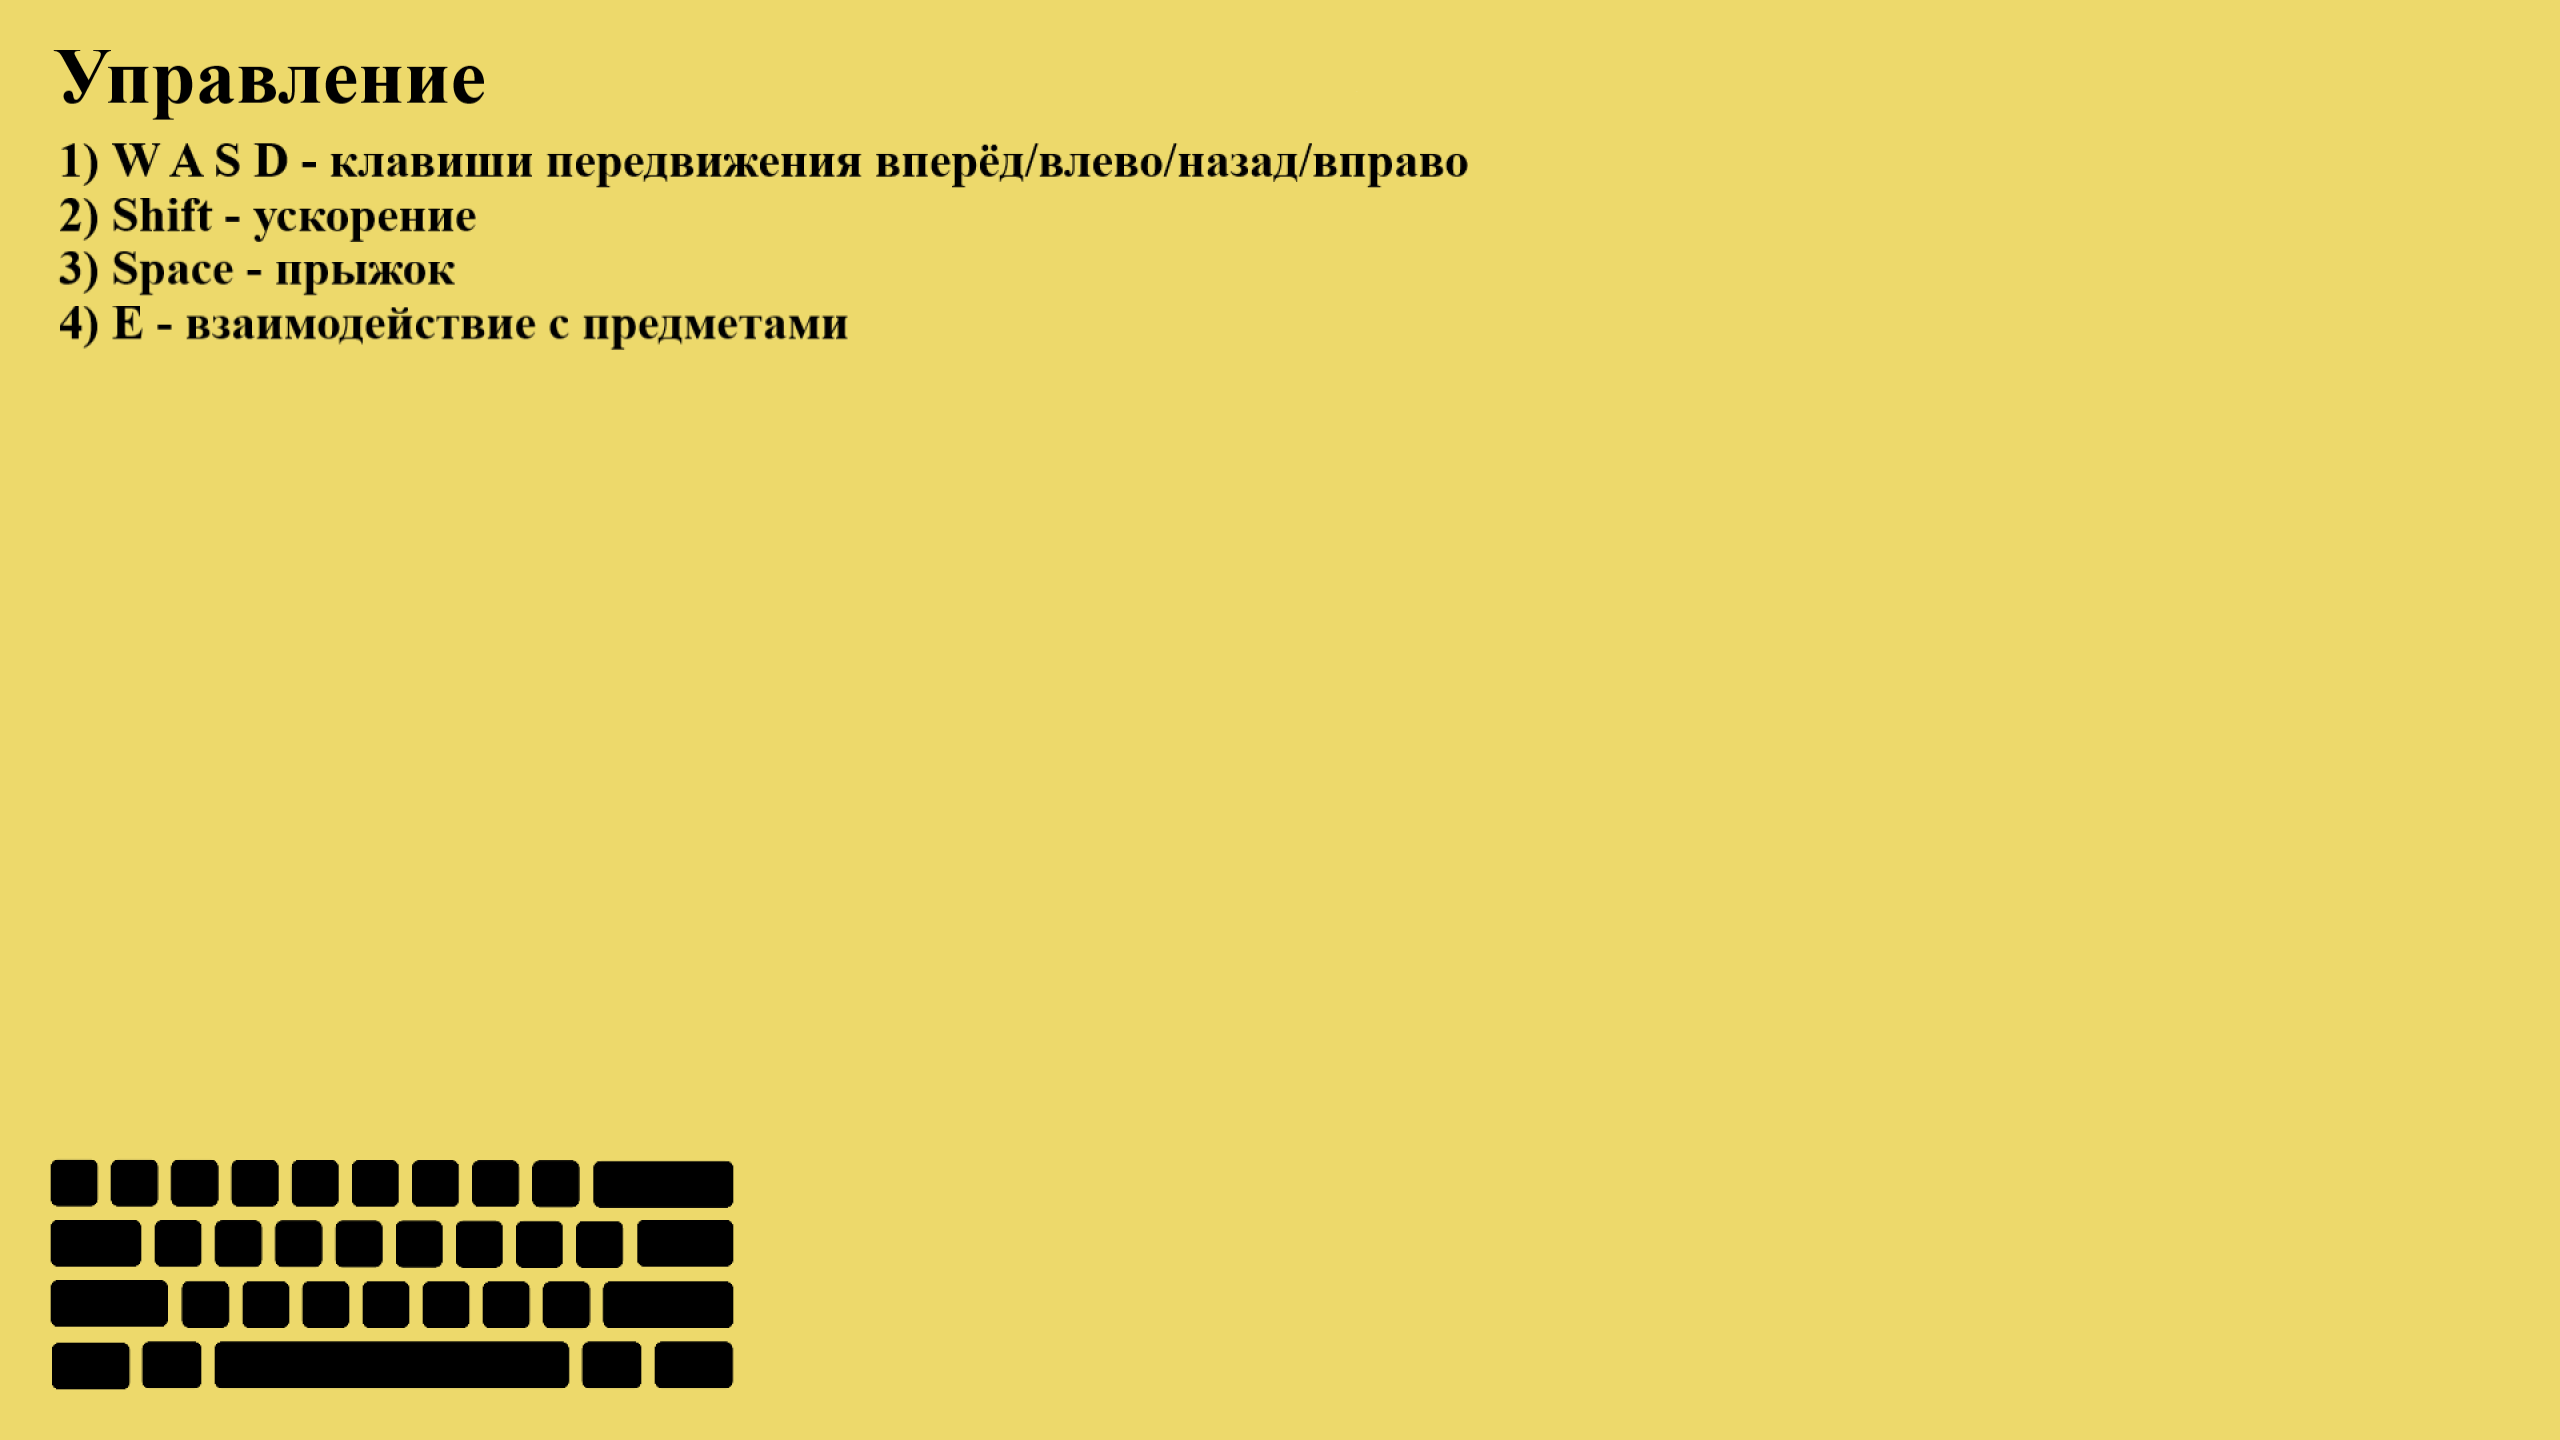 Управление
1) W A S D - клавиши передвижения вперёд/влево/назад/вправо
2) Shift - ускорение
3) Space - прыжок
4) E - взаимодействие с предметами